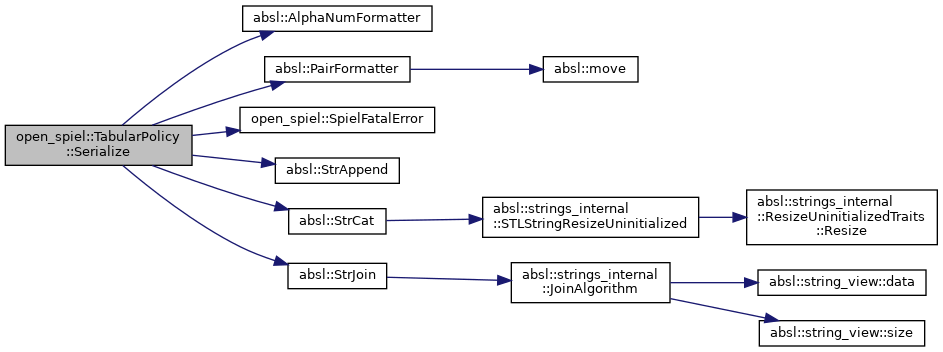 absl::AlphaNumFormatter
absl::PairFormatter
absl::move
open_spiel::SpielFatalError
open_spiel::TabularPolicy
::Serialize
absl::StrAppend
absl::StrCat
absl::strings_internal
::STLStringResizeUninitialized
absl::strings_internal
::ResizeUninitializedTraits
::Resize
absl::StrJoin
absl::strings_internal
::JoinAlgorithm
absl::string_view::data
absl::string_view::size